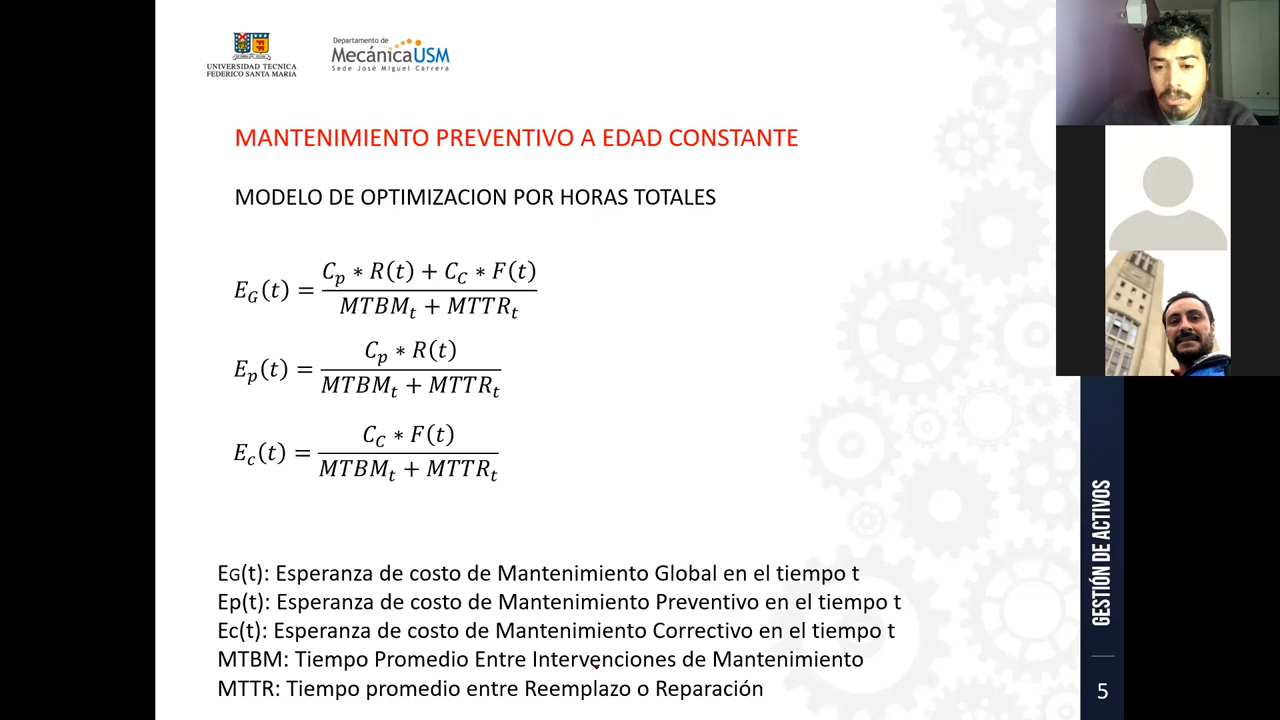 UNIVERSIDAD TECNICA
FEDERICO SANTA MARIA
Departamento de
MecánicaUSM
Sede José Miguel Carrera
MANTENIMIENTO PREVENTIVO A EDAD CONSTANTE
MODELO DE OPTIMIZACION POR HORAS TOTALES
E_G(t) = (C_p * R(t) + C_C * F(t)) / (MTBM_t + MTTR_t)
E_p(t) = (C_p * R(t)) / (MTBM_t + MTTR_t)
E_c(t) = (C_C * F(t)) / (MTBM_t + MTTR_t)
EG(t): Esperanza de costo de Mantenimiento Global en el tiempo t
Ep(t): Esperanza de costo de Mantenimiento Preventivo en el tiempo t
Ec(t): Esperanza de costo de Mantenimiento Correctivo en el tiempo t
MTBM: Tiempo Promedio Entre Intervenciones de Mantenimiento
MTTR: Tiempo promedio entre Reemplazo o Reparación
GESTIÓN DE ACTIVOS
5